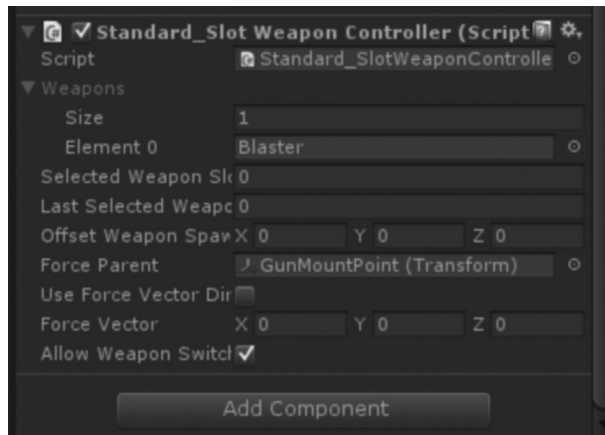 Standard_Slot Weapon Controller (Script
Script Standard_SlotWeaponControlle
Weapons
Size 1
Element 0 Blaster
Selected Weapon Slo 0
Last Selected Weapo 0
Offset Weapon Spaw X 0 Y 0 Z 0
Force Parent GunMountPoint (Transform)
Use Force Vector Dir
Force Vector X 0 Y 0 Z 0
Allow Weapon Switch
Add Component